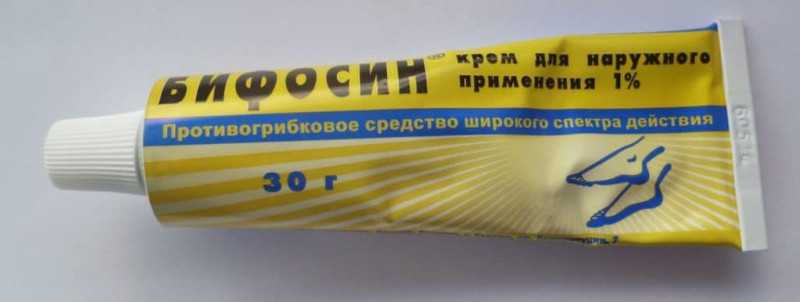 БИФОСИН®
крем для наружного
применения 1%
Противогрибковое средство широкого спектра действия
30 г